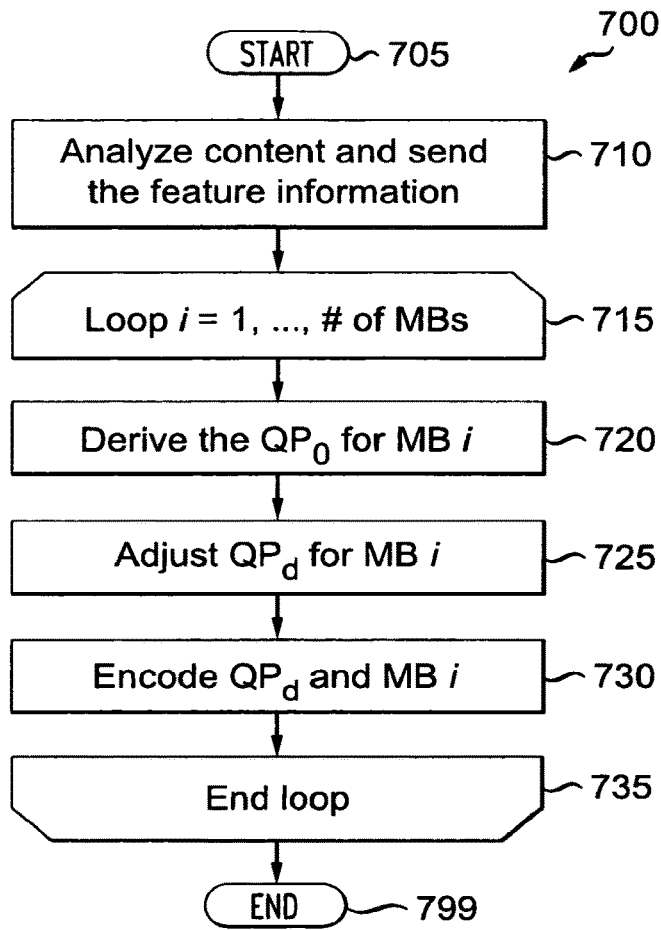 700
START 705
Analyze content and send
the feature information 710
Loop i = 1, ..., # of MBs 715
Derive the QP0 for MB i 720
Adjust QPd for MB i 725
Encode QPd and MB i 730
End loop 735
END 799